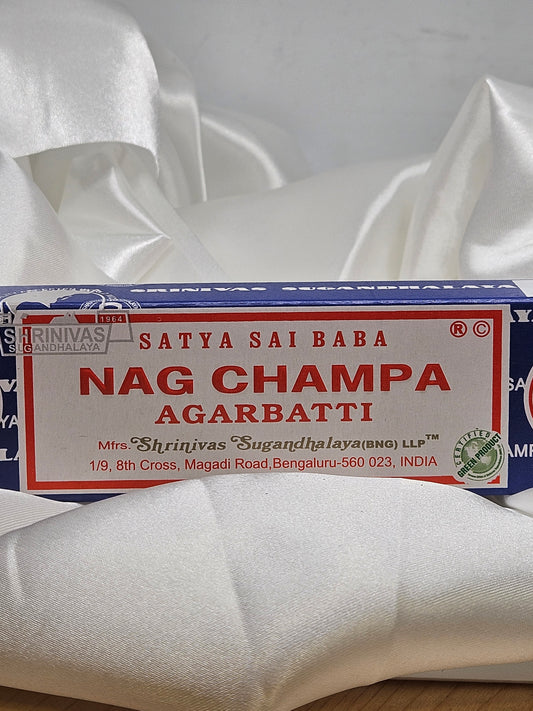 SHRINIVAS SUGANDHALAYA
1964
SHRINIVAS
SUGANDHALAYA
SATYA SAI BABA
® ©
NAG CHAMPA
AGARBATTI
Mfrs. Shrinivas Sugandhalaya (BNG) LLP™
1/9, 8th Cross, Magadi Road,Bengaluru-560 023, INDIA
CERTIFIED
GREEN PRODUCT